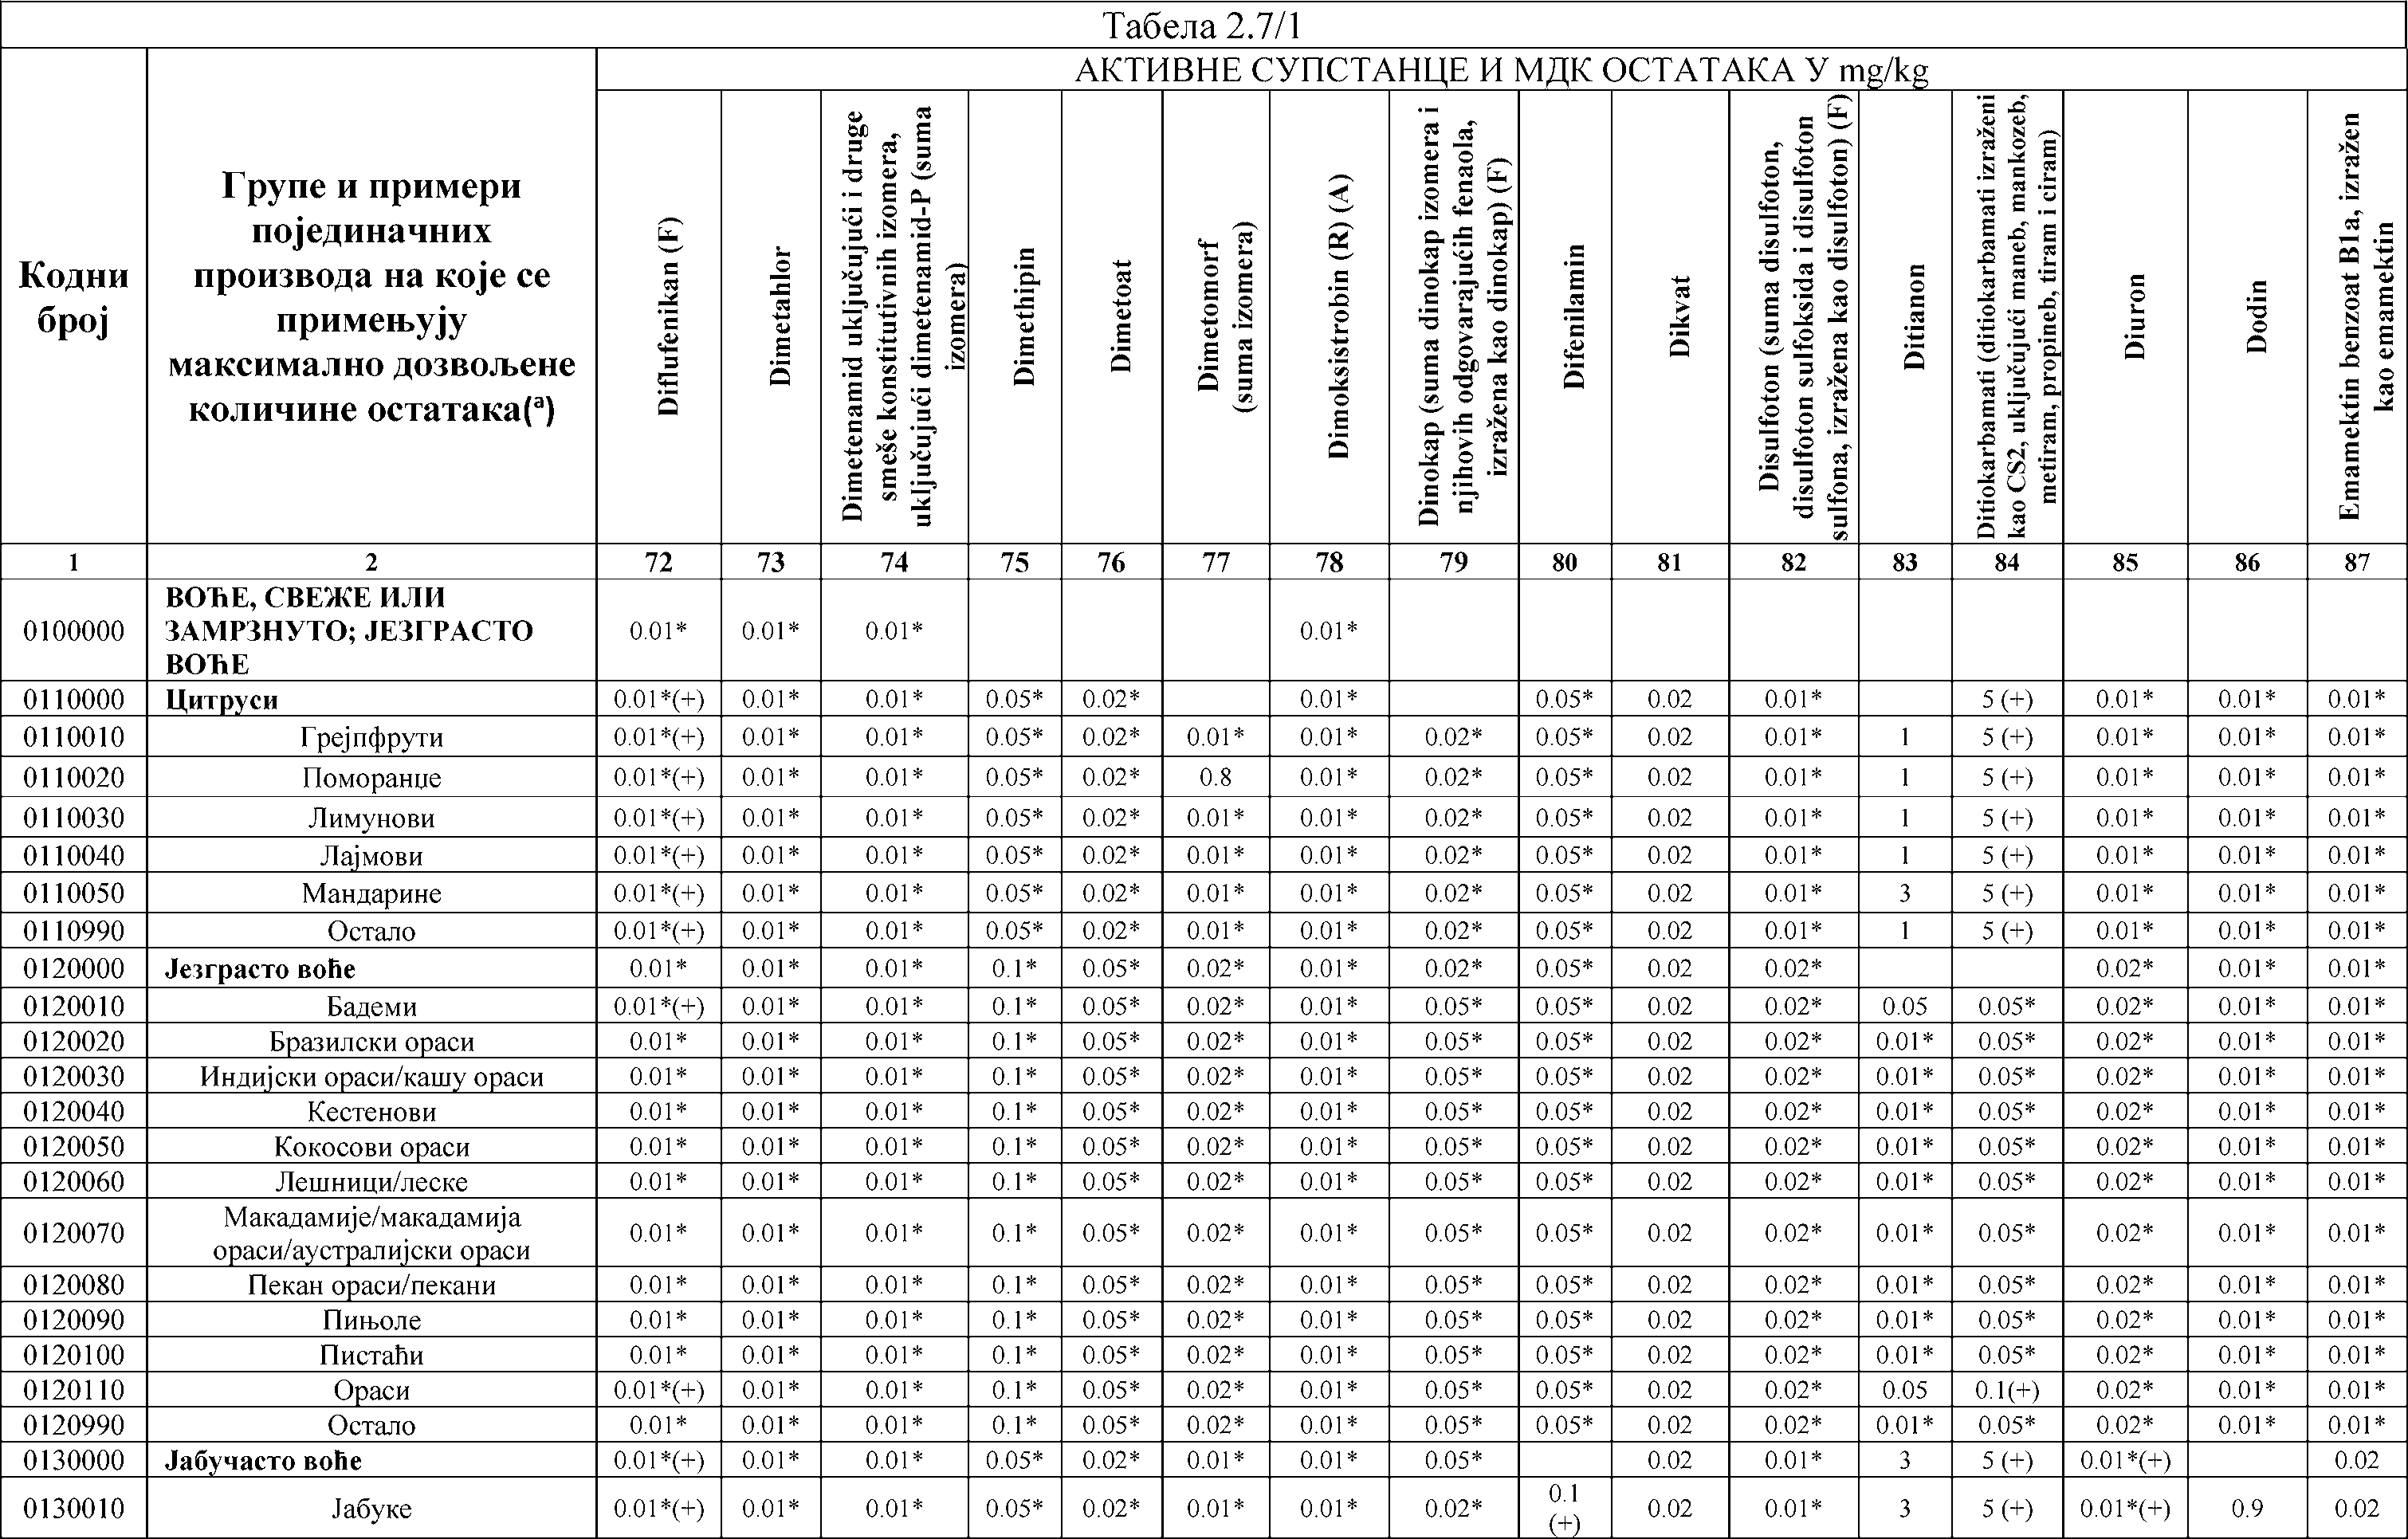 Табела 2.7/1
АКТИВНЕ СУПСТАНЦЕ И МДК ОСТАТАКА У mg/kg
Кодни
број
Групе и примери
појединачних
производа на које се
примењују
максимално дозвољене
количине остатака(ª)
Diflufenikan (F)
Dimetahlor
Dimetenamid uključujući i druge
smeše konstitutivnih izomera,
uključujući dimetenamid-P (suma
izomera)
Dimethipin
Dimetoat
Dimetomorf
(suma izomera)
Dimoksistrobin (R) (A)
Dinokap (suma dinokap izomera i
njihovih odgovarajućih fenaola,
izražena kao dinokap) (F)
Difenilamin
Dikvat
Disulfoton (suma disulfoton,
disulfoton sulfoksida i disulfoton
sulfona, izražena kao disulfoton) (F)
Ditianon
Ditiokarbamati (ditiokarbamati izraženi
kao CS2, uključujući maneb, mankozeb,
metiram, propineb, tiram i ciram)
Diuron
Dodin
Emamektin benzoat B1a, izražen
kao emamektin
1 2 72 73 74 75 76 77 78 79 80 81 82 83 84 85 86 87
ВОЋЕ, СВЕЖЕ ИЛИ
0100000 ЗАМРЗНУТО; ЈЕЗГРАСТО 0.01* 0.01* 0.01* 0.01*
ВОЋЕ
0110000 Цитруси 0.01*(+) 0.01* 0.01* 0.05* 0.02* 0.01* 0.05* 0.02 0.01* 5 (+) 0.01* 0.01* 0.01*
0110010 Грејпфрути 0.01*(+) 0.01* 0.01* 0.05* 0.02* 0.01* 0.01* 0.02* 0.05* 0.02 0.01* 1 5 (+) 0.01* 0.01* 0.01*
0110020 Поморанџе 0.01*(+) 0.01* 0.01* 0.05* 0.02* 0.8 0.01* 0.02* 0.05* 0.02 0.01* 1 5 (+) 0.01* 0.01* 0.01*
0110030 Лимунови 0.01*(+) 0.01* 0.01* 0.05* 0.02* 0.01* 0.01* 0.02* 0.05* 0.02 0.01* 1 5 (+) 0.01* 0.01* 0.01*
0110040 Лајмови 0.01*(+) 0.01* 0.01* 0.05* 0.02* 0.01* 0.01* 0.02* 0.05* 0.02 0.01* 1 5 (+) 0.01* 0.01* 0.01*
0110050 Мандарине 0.01*(+) 0.01* 0.01* 0.05* 0.02* 0.01* 0.01* 0.02* 0.05* 0.02 0.01* 3 5 (+) 0.01* 0.01* 0.01*
0110990 Остало 0.01*(+) 0.01* 0.01* 0.05* 0.02* 0.01* 0.01* 0.02* 0.05* 0.02 0.01* 1 5 (+) 0.01* 0.01* 0.01*
0120000 Језграсто воће 0.01* 0.01* 0.01* 0.1* 0.05* 0.02* 0.01* 0.02* 0.05* 0.02 0.02* 0.02* 0.01* 0.01*
0120010 Бадеми 0.01*(+) 0.01* 0.01* 0.1* 0.05* 0.02* 0.01* 0.05* 0.05* 0.02 0.02* 0.05 0.05* 0.02* 0.01* 0.01*
0120020 Бразилски ораси 0.01* 0.01* 0.01* 0.1* 0.05* 0.02* 0.01* 0.05* 0.05* 0.02 0.02* 0.01* 0.05* 0.02* 0.01* 0.01*
0120030 Индијски ораси/кашу ораси 0.01* 0.01* 0.01* 0.1* 0.05* 0.02* 0.01* 0.05* 0.05* 0.02 0.02* 0.01* 0.05* 0.02* 0.01* 0.01*
0120040 Кестенови 0.01* 0.01* 0.01* 0.1* 0.05* 0.02* 0.01* 0.05* 0.05* 0.02 0.02* 0.01* 0.05* 0.02* 0.01* 0.01*
0120050 Кокосови ораси 0.01* 0.01* 0.01* 0.1* 0.05* 0.02* 0.01* 0.05* 0.05* 0.02 0.02* 0.01* 0.05* 0.02* 0.01* 0.01*
0120060 Лешници/леске 0.01* 0.01* 0.01* 0.1* 0.05* 0.02* 0.01* 0.05* 0.05* 0.02 0.02* 0.01* 0.05* 0.02* 0.01* 0.01*
Макадамије/макадамија
0120070 ораси/аустралијски ораси 0.01* 0.01* 0.01* 0.1* 0.05* 0.02* 0.01* 0.05* 0.05* 0.02 0.02* 0.01* 0.05* 0.02* 0.01* 0.01*
0120080 Пекан ораси/пекани 0.01* 0.01* 0.01* 0.1* 0.05* 0.02* 0.01* 0.05* 0.05* 0.02 0.02* 0.01* 0.05* 0.02* 0.01* 0.01*
0120090 Пињоле 0.01* 0.01* 0.01* 0.1* 0.05* 0.02* 0.01* 0.05* 0.05* 0.02 0.02* 0.01* 0.05* 0.02* 0.01* 0.01*
0120100 Пистаћи 0.01* 0.01* 0.01* 0.1* 0.05* 0.02* 0.01* 0.05* 0.05* 0.02 0.02* 0.01* 0.05* 0.02* 0.01* 0.01*
0120110 Ораси 0.01*(+) 0.01* 0.01* 0.1* 0.05* 0.02* 0.01* 0.05* 0.05* 0.02 0.02* 0.05 0.1(+) 0.02* 0.01* 0.01*
0120990 Остало 0.01* 0.01* 0.01* 0.1* 0.05* 0.02* 0.01* 0.05* 0.05* 0.02 0.02* 0.01* 0.05* 0.02* 0.01* 0.01*
0130000 Јабучасто воће 0.01*(+) 0.01* 0.01* 0.05* 0.02* 0.01* 0.01* 0.05* 0.02 0.01* 3 5 (+) 0.01*(+) 0.02
0130010 Јабуке 0.01*(+) 0.01* 0.01* 0.05* 0.02* 0.01* 0.01* 0.02* 0.1 (+) 0.02 0.01* 3 5 (+) 0.01*(+) 0.9 0.02